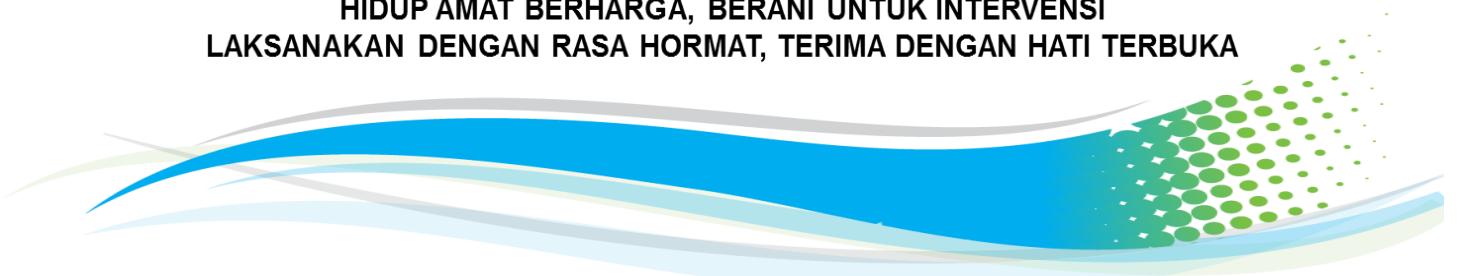 HIDUP AMAT BERHARGA, BERANI UNTUK INTERVENSI
LAKSANAKAN DENGAN RASA HORMAT, TERIMA DENGAN HATI TERBUKA